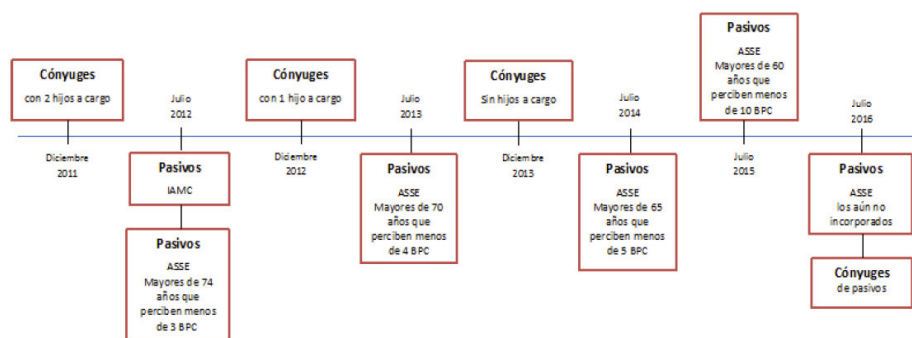 Cónyuges
con 2 hijos a cargo
Diciembre
2011
Julio
2012
Pasivos
IAMC
Pasivos
ASSE
Mayores de 74
años que
perciben menos
de 3 BPC
Cónyuges
con 1 hijo a cargo
Diciembre
2012
Julio
2013
Pasivos
ASSE
Mayores de 70
años que
perciben menos
de 4 BPC
Cónyuges
Sin hijos a cargo
Diciembre
2013
Julio
2014
Pasivos
ASSE
Mayores de 65
años que
perciben menos
de 5 BPC
Pasivos
ASSE
Mayores de 60
años que
perciben menos
de 10 BPC
Julio
2015
Julio
2016
Pasivos
ASSE
los aún no
incorporados
Cónyuges
de pasivos